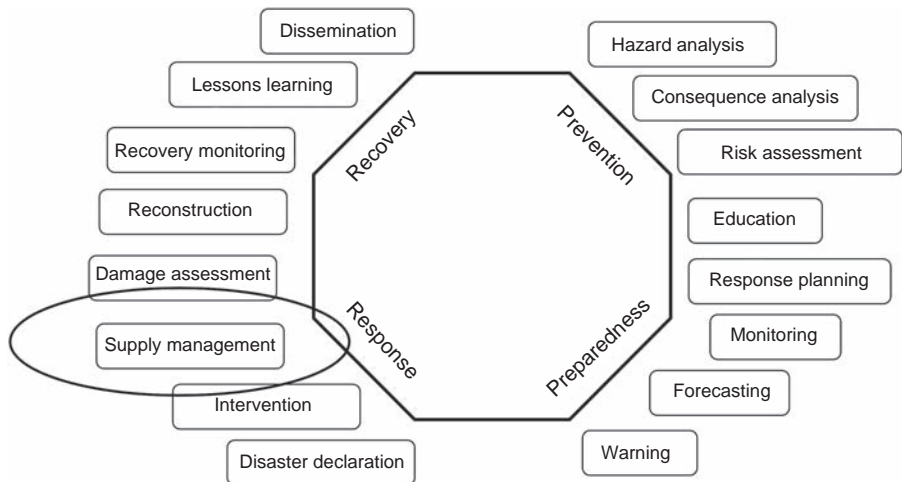 Dissemination
Hazard analysis
Lessons learning
Consequence analysis
Recovery
Prevention
Recovery monitoring
Risk assessment
Reconstruction
Education
Damage assessment
Response planning
Response
Preparedness
Supply management
Monitoring
Intervention
Forecasting
Disaster declaration
Warning